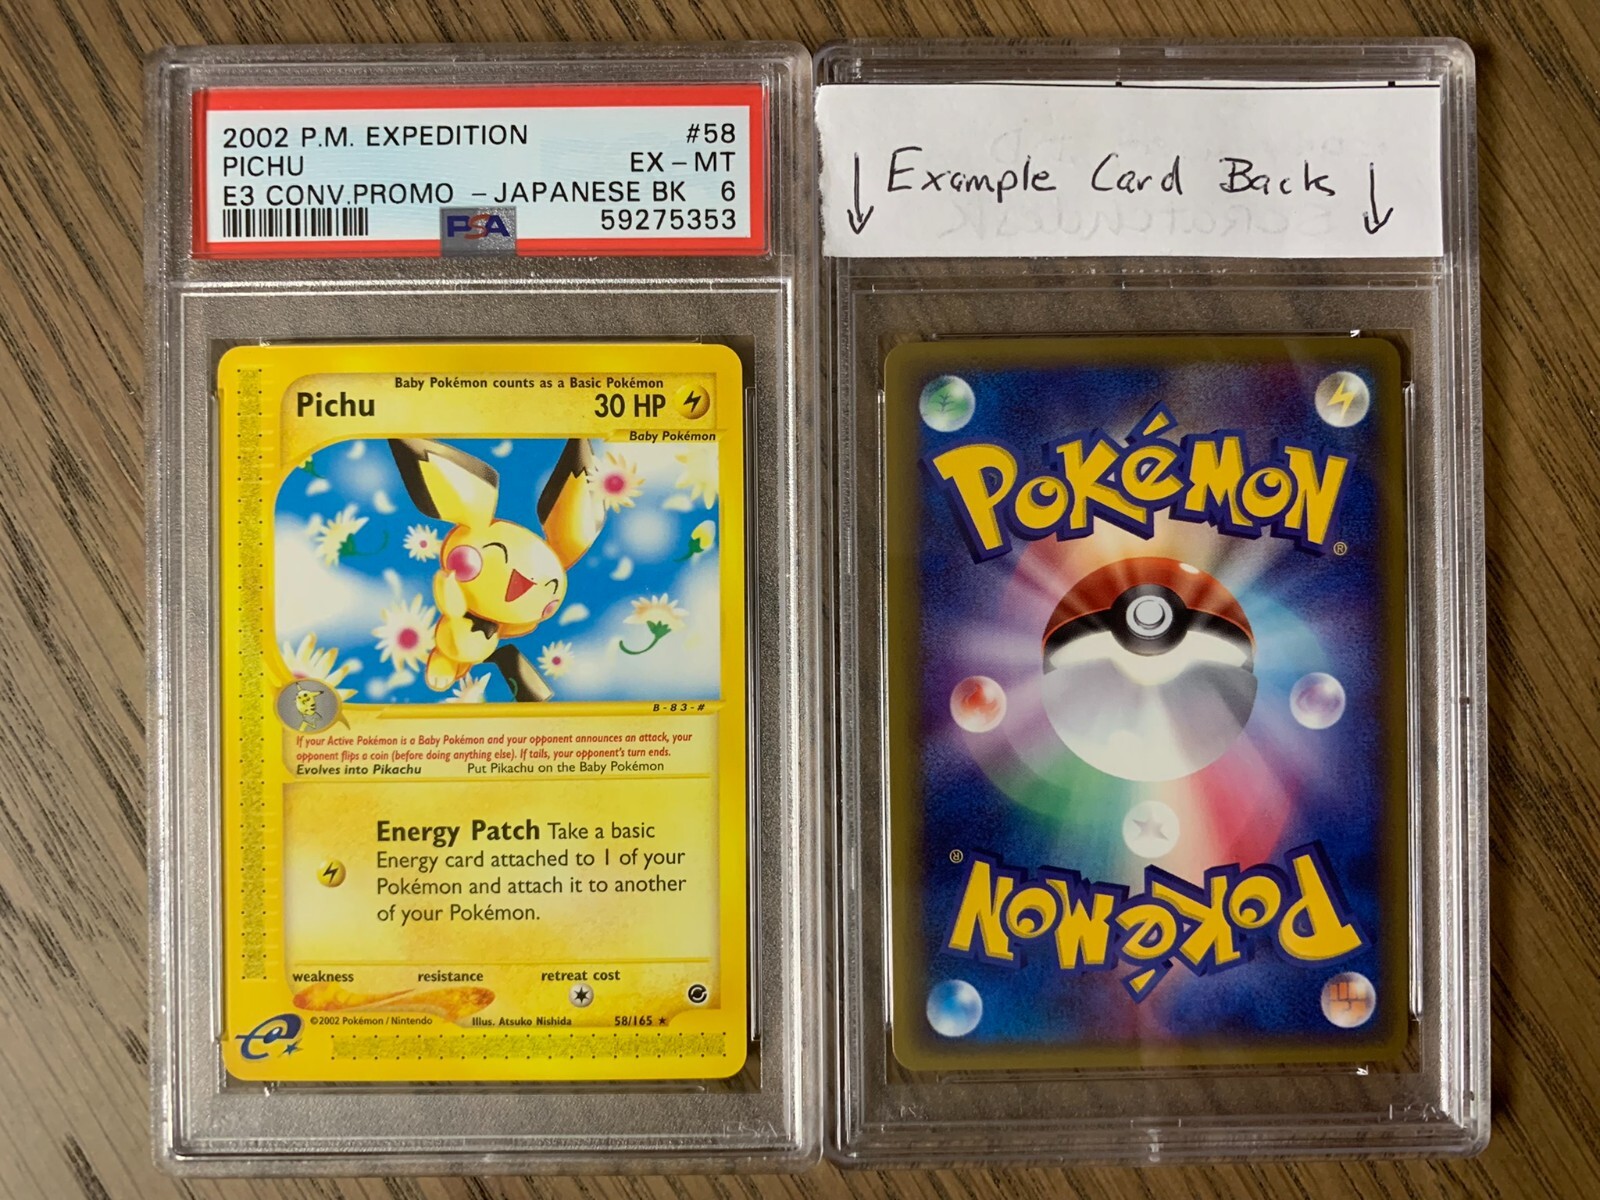 2002 P.M. EXPEDITION #58
PICHU EX - MT
E3 CONV.PROMO - JAPANESE BK 6
PSA 59275353
Example Card Backs
Baby Pokémon counts as a Basic Pokémon
Pichu 30 HP
Baby Pokémon
B-83-#
If your Active Pokémon is a Baby Pokémon and your opponent announces an attack, your
opponent flips a coin (before doing anything else). If tails, your opponent's turn ends.
Evolves into Pikachu Put Pikachu on the Baby Pokémon
Energy Patch Take a basic
Energy card attached to 1 of your
Pokémon and attach it to another
of your Pokémon.
weakness resistance retreat cost
©2002 Pokémon / Nintendo Illus. Atsuko Nishida 58/165 ★
e
POKéMON
®
®
POKéMON
PSA